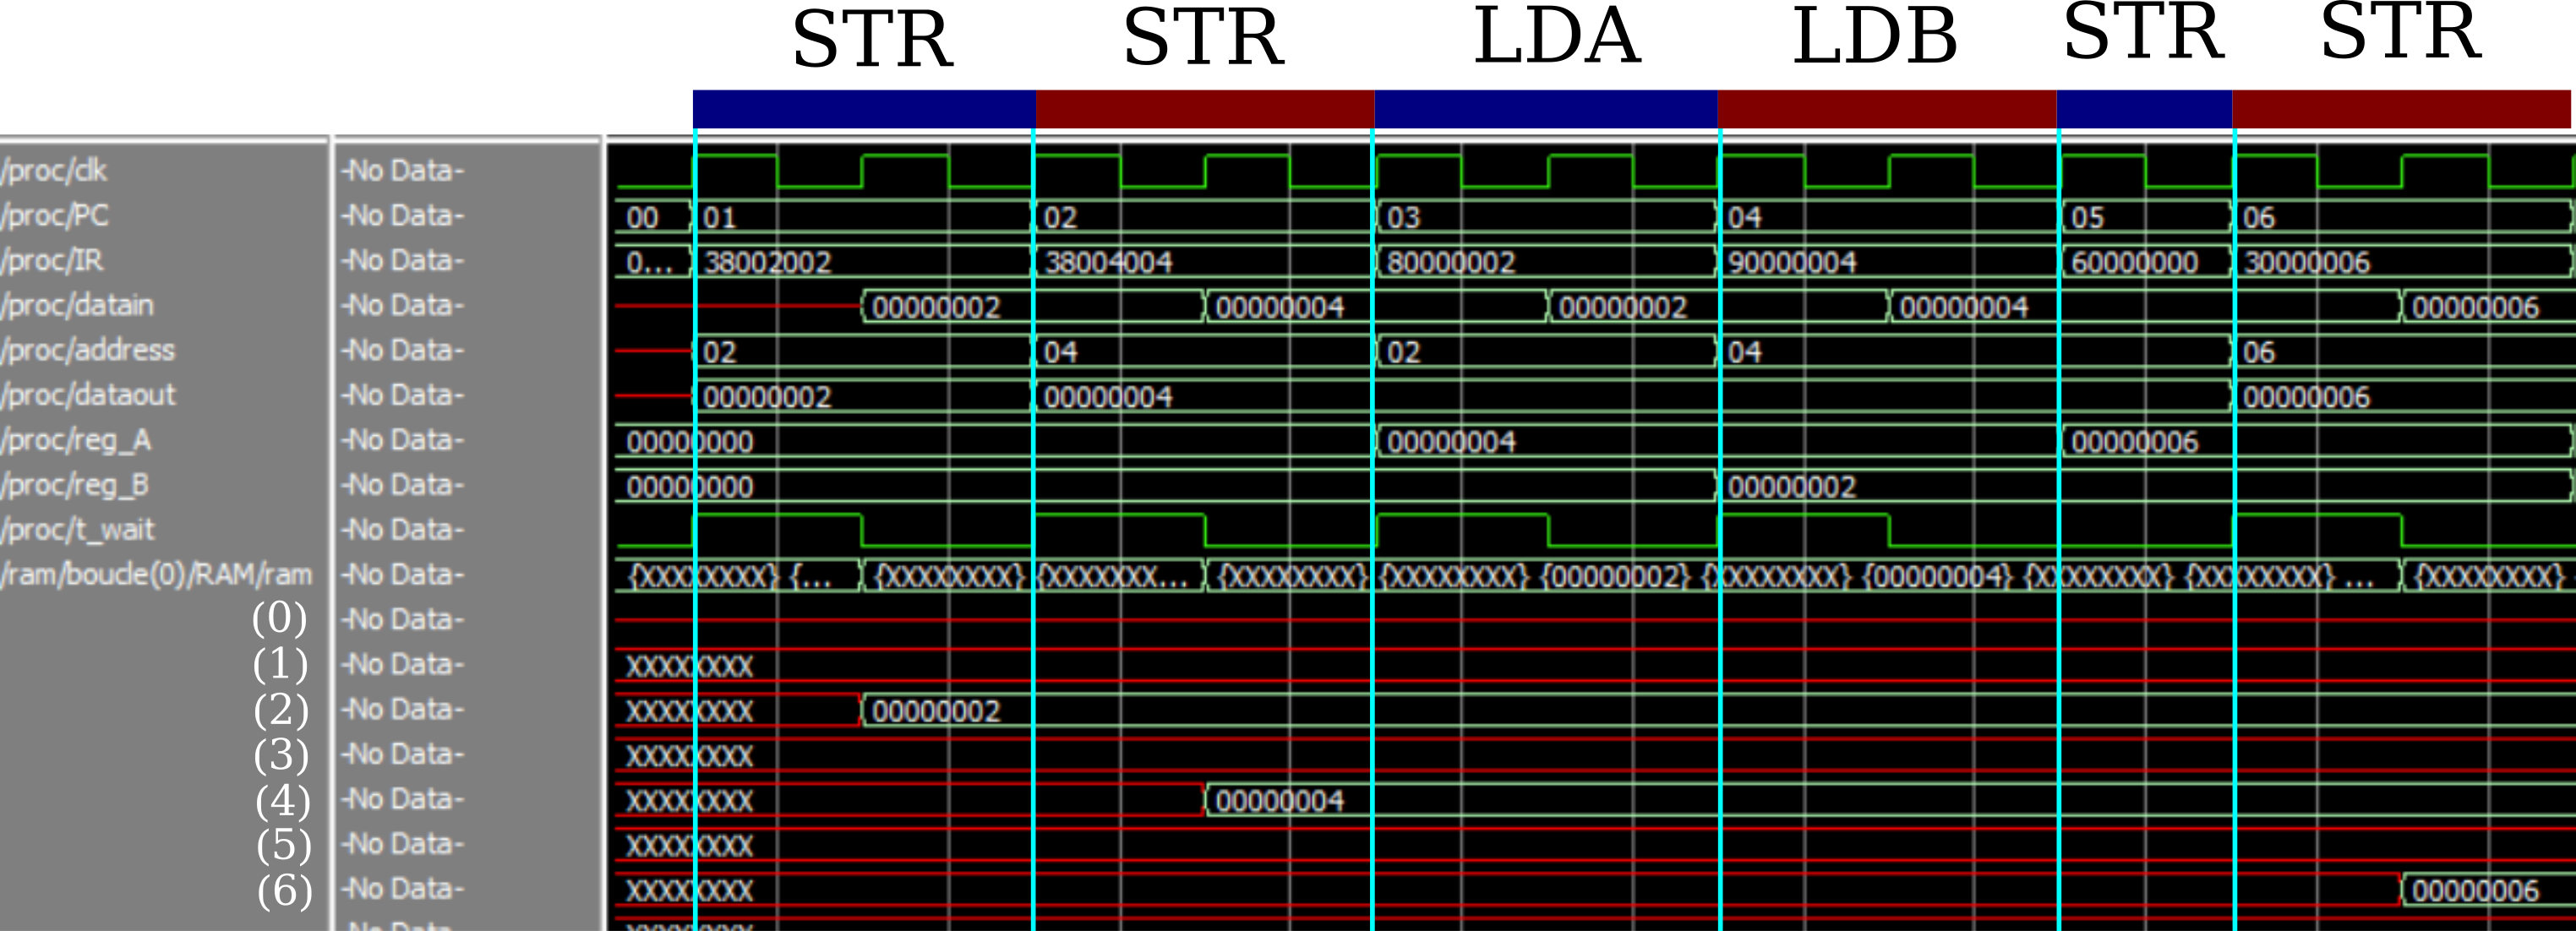 STR STR LDA LDB STR STR
/proc/clk -No Data-
/proc/PC -No Data- 00 01 02 03 04 05 06
/proc/IR -No Data- 0... 38002002 38004004 80000002 90000004 60000000 30000006
/proc/datain -No Data- 00000002 00000004 00000002 00000004 00000006
/proc/address -No Data- 02 04 02 04 06
/proc/dataout -No Data- 00000002 00000004 00000006
/proc/reg_A -No Data- 00000000 00000004 00000006
/proc/reg_B -No Data- 00000000 00000002
/proc/t_wait -No Data-
/ram/boucle(0)/RAM/ram -No Data- {XXXXXXXX} {... {XXXXXXXX} {XXXXXXX... {XXXXXXXX} {XXXXXXXX} {00000002} {XXXXXXXX} {00000004} {XXXXXXXX} {XXXXXXXX} ... {XXXXXXXX}
(0) -No Data-
(1) -No Data- XXXXXXXX
(2) -No Data- XXXXXXXX 00000002
(3) -No Data- XXXXXXXX
(4) -No Data- XXXXXXXX 00000004
(5) -No Data- XXXXXXXX
(6) -No Data- XXXXXXXX 00000006